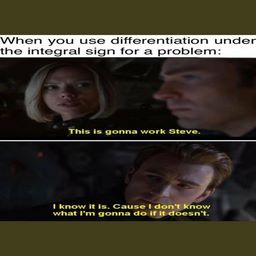 When you use differentiation under
the integral sign for a problem:
This is gonna work Steve.
I know it is. Cause I don't know
what I'm gonna do if it doesn't.